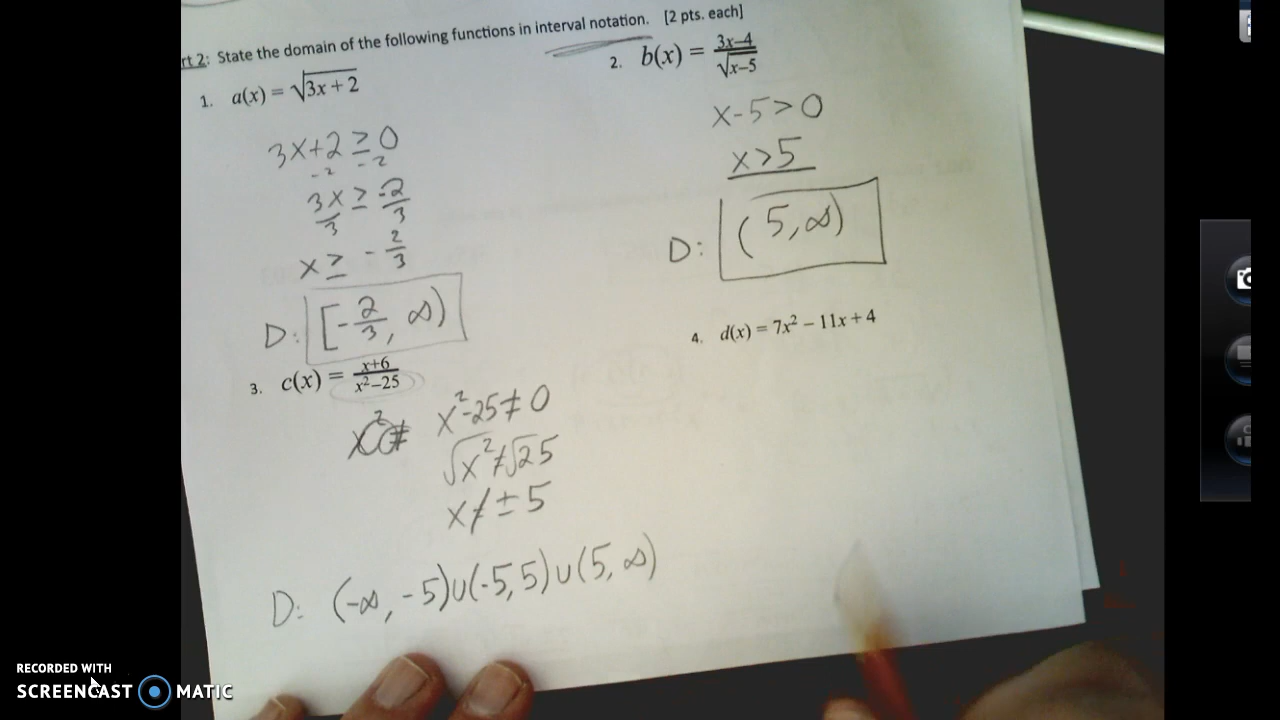 rt 2: State the domain of the following functions in interval notation. [2 pts. each]
1. a(x) = √(3x + 2)
3x+2 ≥ 0
-2 -2
3x/3 ≥ -2/3
x ≥ -2/3
D: [-2/3, ∞)
2. b(x) = (3x–4)/√(x–5)
x-5 > 0
x > 5
D: (5, ∞)
3. c(x) = (x+6)/(x²–25)
x²-25 ≠ 0
√x² ≠ √25
x ≠ ± 5
D: (-∞, -5)∪(-5, 5)∪(5, ∞)
4. d(x) = 7x² – 11x + 4
RECORDED WITH
SCREENCAST MATIC